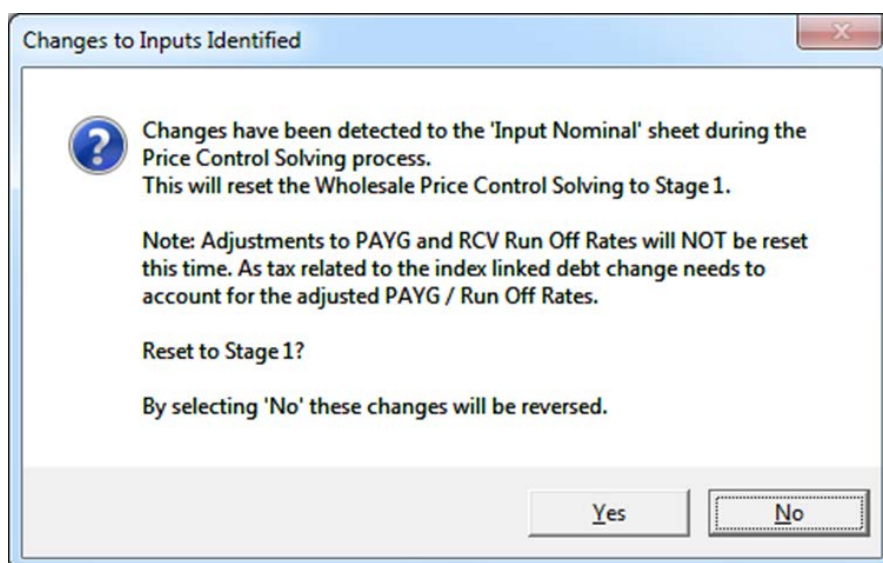 Changes to Inputs Identified
Changes have been detected to the 'Input Nominal' sheet during the
Price Control Solving process.
This will reset the Wholesale Price Control Solving to Stage 1.
Note: Adjustments to PAYG and RCV Run Off Rates will NOT be reset
this time. As tax related to the index linked debt change needs to
account for the adjusted PAYG / Run Off Rates.
Reset to Stage 1?
By selecting 'No' these changes will be reversed.
Yes No